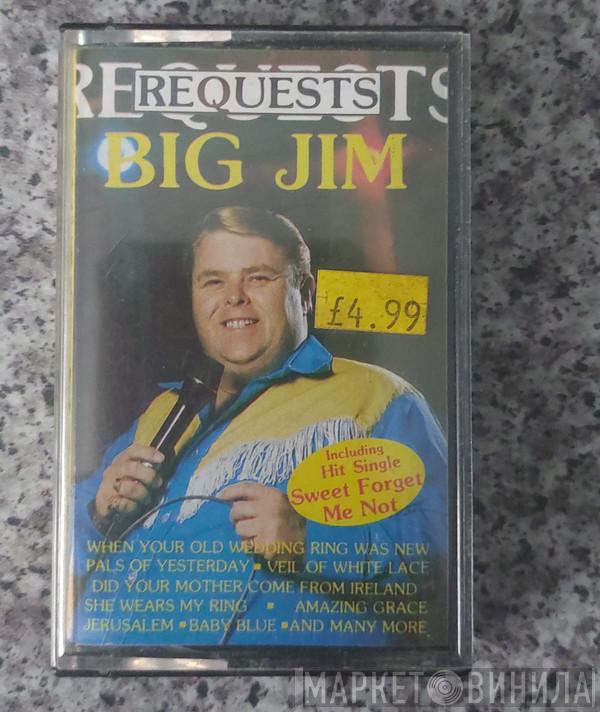 REQUESTS
REQUESTS
BIG JIM
£4.99
Including
Hit Single
Sweet Forget
Me Not
WHEN YOUR OLD WEDDING RING WAS NEW
PALS OF YESTERDAY ▪ VEIL OF WHITE LACE
DID YOUR MOTHER COME FROM IRELAND
SHE WEARS MY RING ▪ AMAZING GRACE
JERUSALEM ▪ BABY BLUE ▪ AND MANY MORE
МАРКЕТ ВИНИЛА